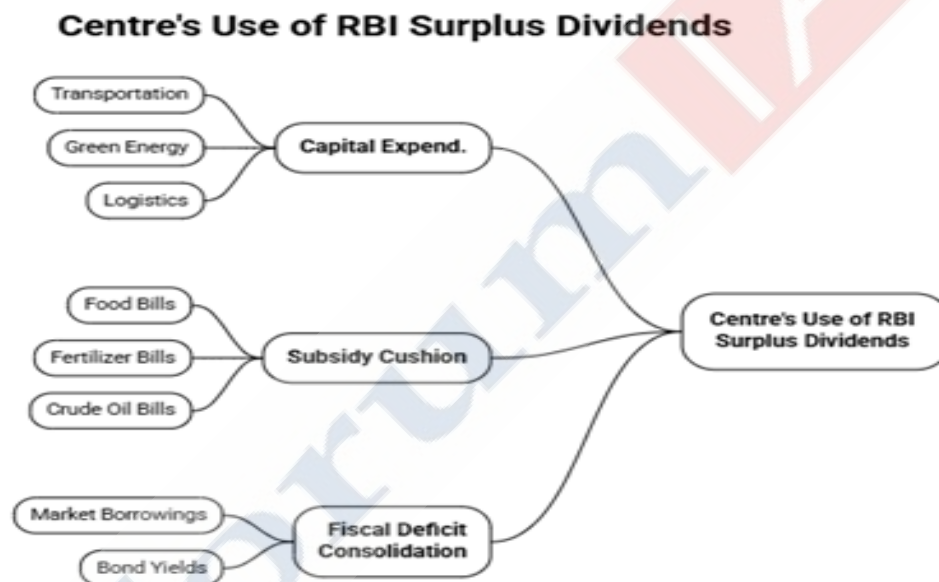 Centre's Use of RBI Surplus Dividends
Transportation
Green Energy
Logistics
Capital Expend.
Food Bills
Fertilizer Bills
Crude Oil Bills
Subsidy Cushion
Market Borrowings
Bond Yields
Fiscal Deficit
Consolidation
Centre's Use of RBI
Surplus Dividends
orum